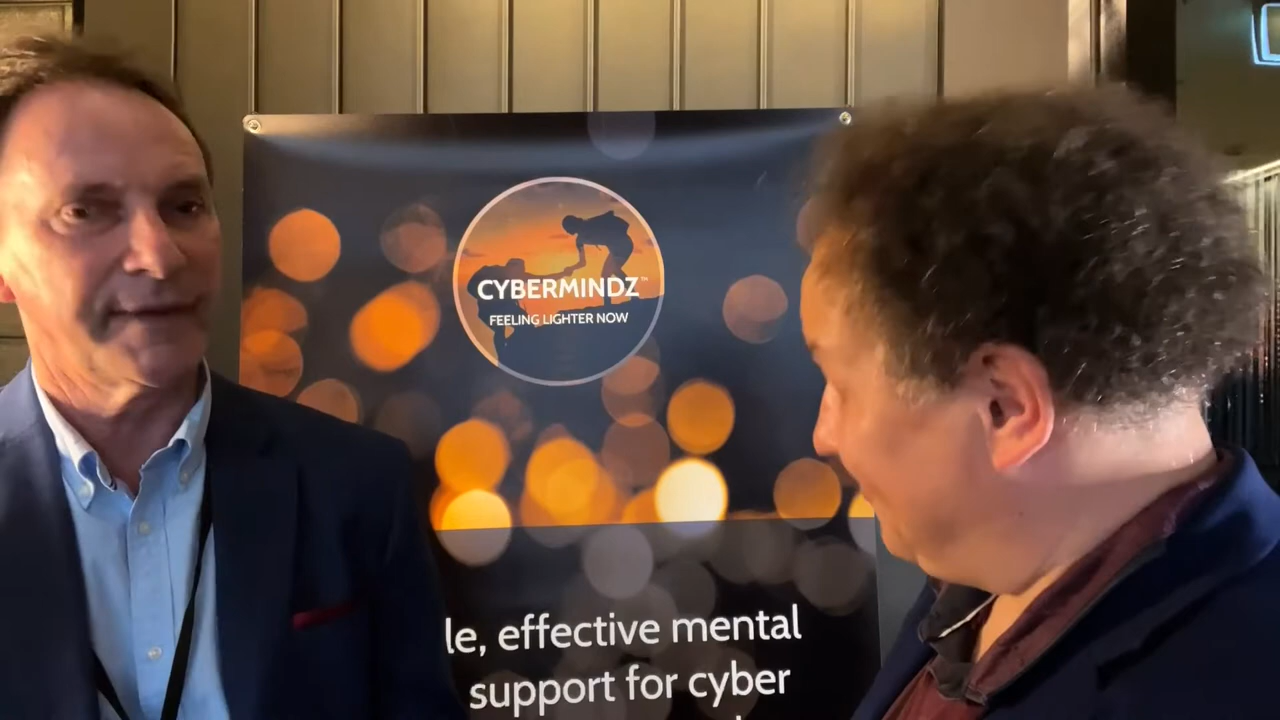 CYBERMINDZ™
FEELING LIGHTER NOW
le, effective mental
support for cyber